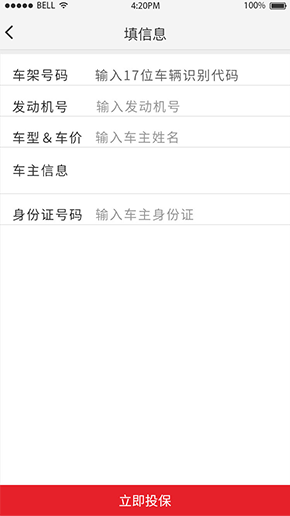 BELL 4:20PM 100%
填信息
车架号码 输入17位车辆识别代码
发动机号 输入发动机号
车型＆车价 输入车主姓名
车主信息
身份证号码 输入车主身份证
立即投保